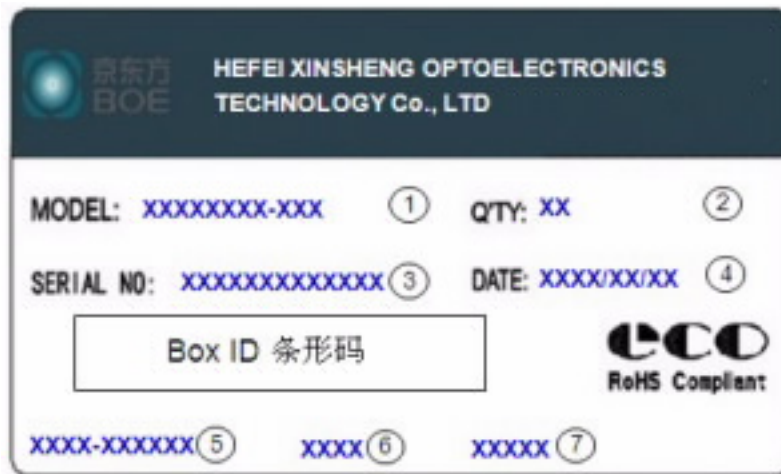 京东方
BOE
HEFEI XINSHENG OPTOELECTRONICS
TECHNOLOGY Co., LTD
MODEL: XXXXXXXX-XXX ① Q'TY: XX ②
SERIAL NO: XXXXXXXXXXXXX ③ DATE: XXXX/XX/XX ④
Box ID 条形码
eco
RoHS Compliant
XXXX-XXXXXX ⑤ XXXX ⑥ XXXXX ⑦